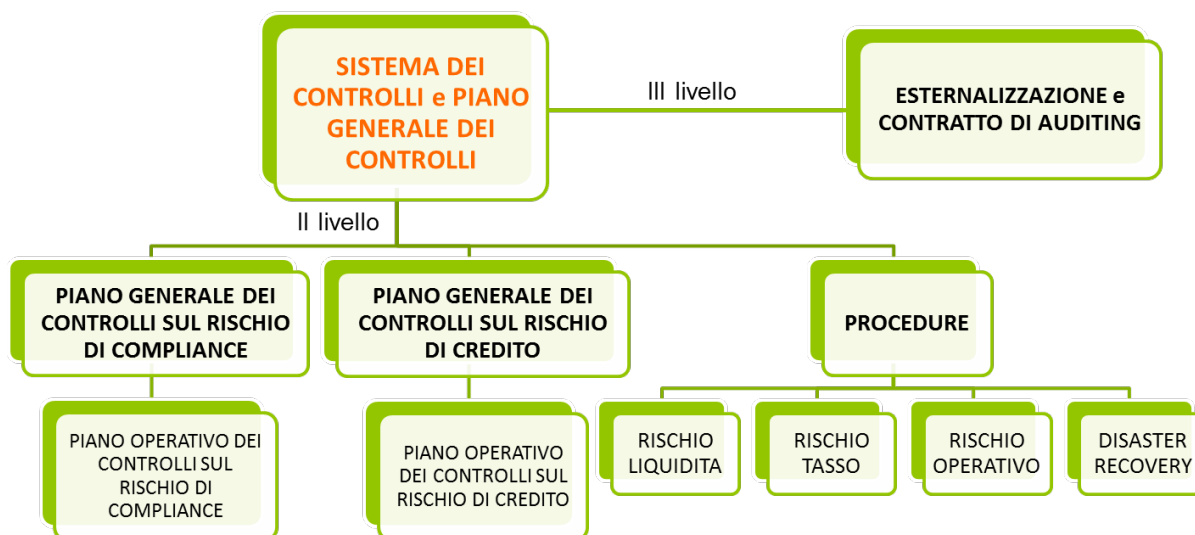 SISTEMA DEI
CONTROLLI e PIANO
GENERALE DEI
CONTROLLI
III livello
ESTERNALIZZAZIONE e
CONTRATTO DI AUDITING
II livello
PIANO GENERALE DEI
CONTROLLI SUL RISCHIO
DI COMPLIANCE
PIANO GENERALE DEI
CONTROLLI SUL RISCHIO
DI CREDITO
PROCEDURE
PIANO OPERATIVO DEI
CONTROLLI SUL
RISCHIO DI
COMPLIANCE
PIANO OPERATIVO
DEI CONTROLLI SUL
RISCHIO DI CREDITO
RISCHIO
LIQUIDITA
RISCHIO
TASSO
RISCHIO
OPERATIVO
DISASTER
RECOVERY